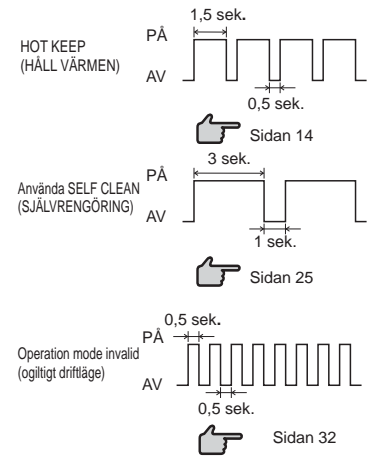 1,5 sek.
HOT KEEP
(HÅLL VÄRMEN)
PÅ
AV
0,5 sek.
Sidan 14
3 sek.
Använda SELF CLEAN
(SJÄLVRENGÖRING)
PÅ
AV
1 sek.
Sidan 25
0,5 sek.
Operation mode invalid
(ogiltigt driftläge)
PÅ
AV
0,5 sek.
Sidan 32